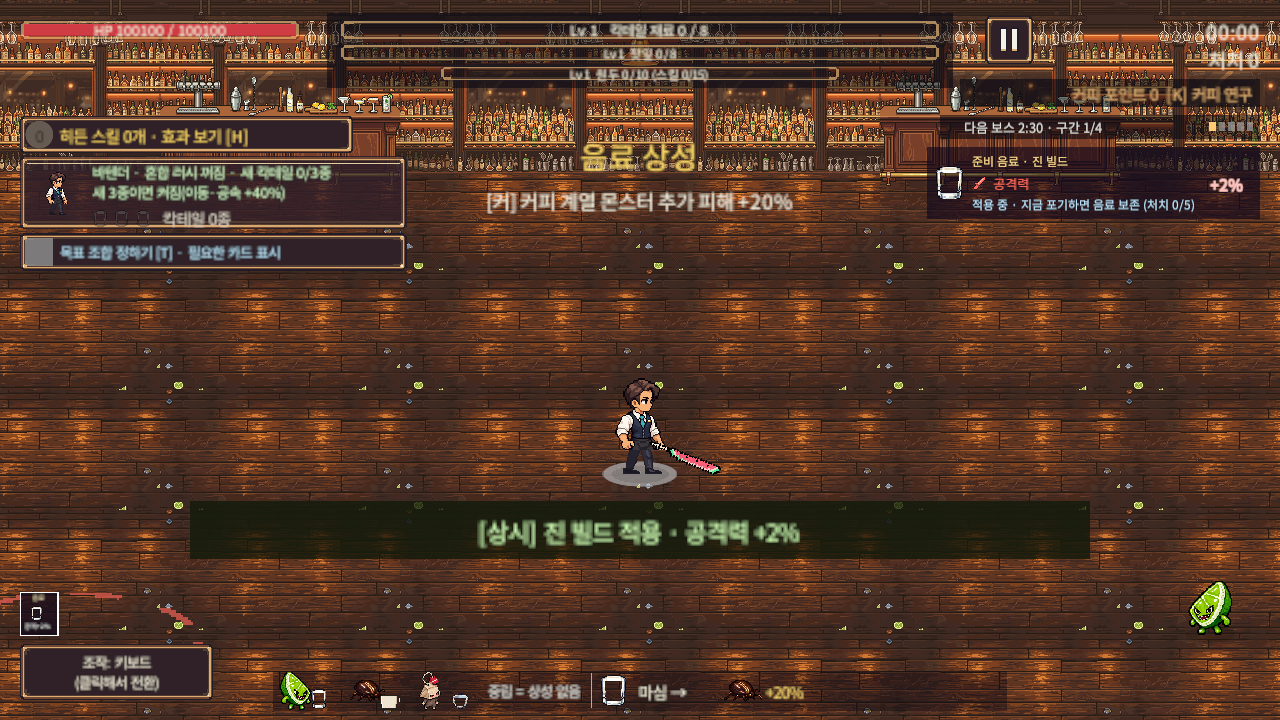 HP 100100 / 100100
Lv 1 칵테일 재료 0 / 8
0/8
Lv1 원두 0/10 (스킬 0/15)
00:00
처치 0
커피 포인트 0 [K] 커피 연구
히든 스킬 0개 · 효과 보기 [H]
바텐더 - 혼합 러시 꺼짐 - 새 칵테일 0/3종
새 3종이면 켜짐(이동·공속 +40%)
칵테일 0종
목표 조합 정하기 [T] - 필요한 카드 표시
음료 상성
[커] 커피 계열 몬스터 추가 피해 +20%
다음 보스 2:30 · 구간 1/4
준비 음료 · 진 빌드
공격력
+2%
적용 중 · 지금 포기하면 음료 보존 (처치 0/5)
[상시] 진 빌드 적용 · 공격력 +2%
조작: 키보드
(클릭해서 전환)
중립 = 상성 없음
마심 →
+20%